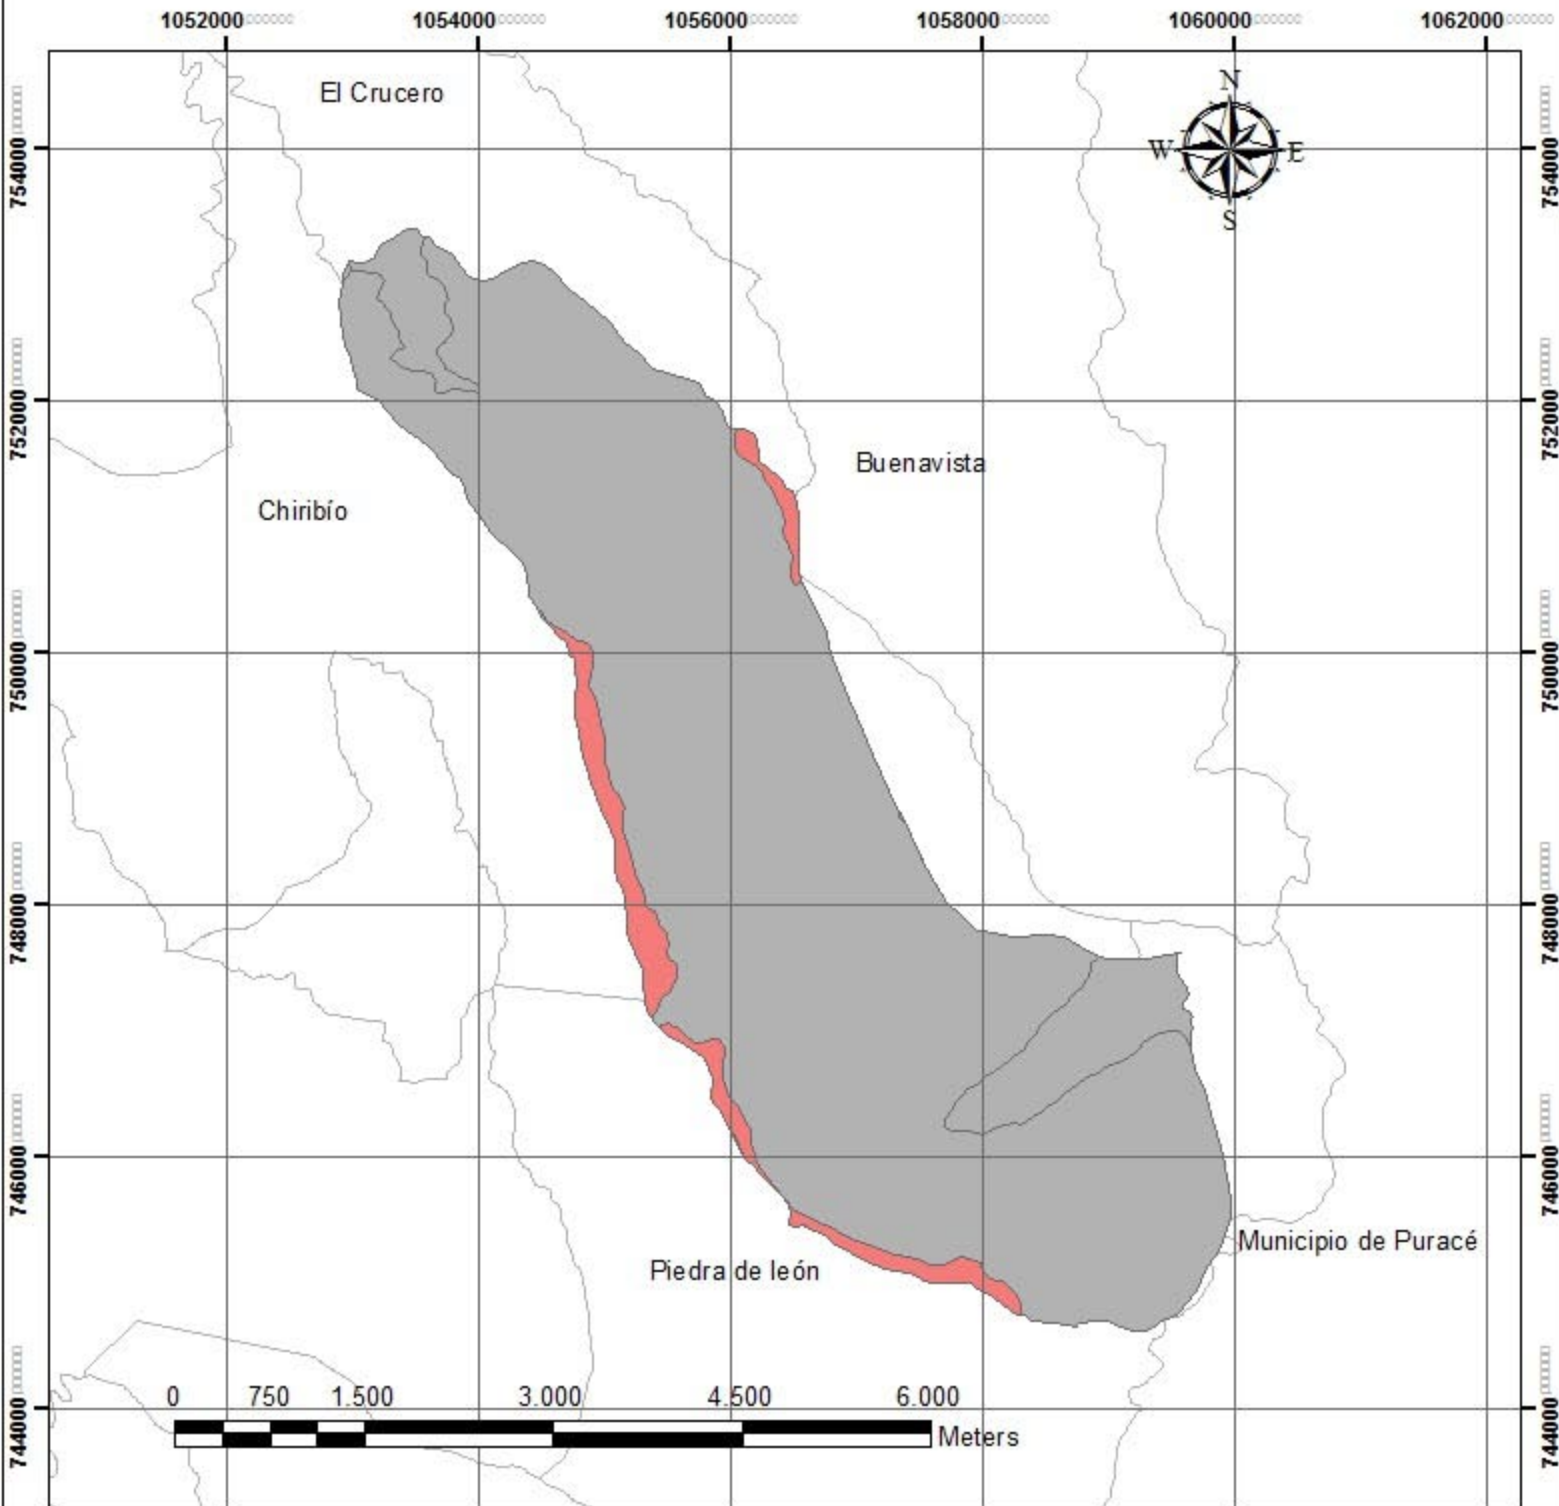 1052000 1054000 1056000 1058000 1060000 1062000
El Crucero
N
W E
S
754000 754000
752000 752000
Buenavista
Chiribío
750000 750000
748000 748000
746000 746000
Municipio de Puracé
Piedra de león
0 750 1.500 3.000 4.500 6.000
Meters
744000 744000